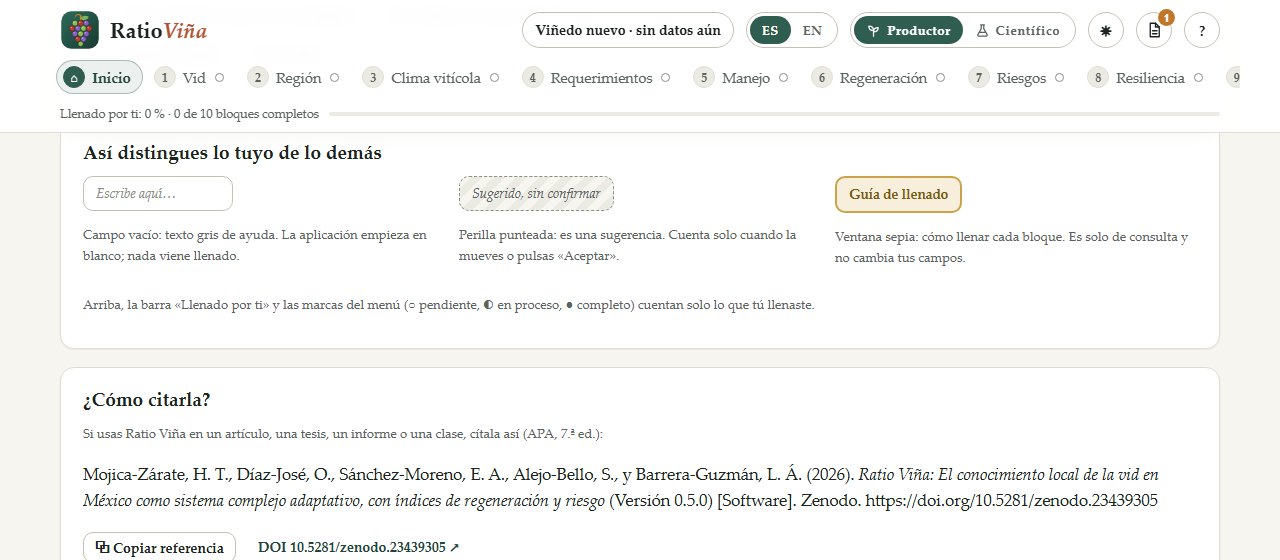 RatioViña
Viñedo nuevo · sin datos aún
ES EN
Productor Científico
1
?
Inicio 1 Vid 2 Región 3 Clima vitícola 4 Requerimientos 5 Manejo 6 Regeneración 7 Riesgos 8 Resiliencia 9
Llenado por ti: 0 % · 0 de 10 bloques completos
Así distingues lo tuyo de lo demás
Escribe aquí…
Campo vacío: texto gris de ayuda. La aplicación empieza en
blanco; nada viene llenado.
Sugerido, sin confirmar
Perilla punteada: es una sugerencia. Cuenta solo cuando la
mueves o pulsas «Aceptar».
Guía de llenado
Ventana sepia: cómo llenar cada bloque. Es solo de consulta y
no cambia tus campos.
Arriba, la barra «Llenado por ti» y las marcas del menú (○ pendiente, ◐ en proceso, ● completo) cuentan solo lo que tú llenaste.
¿Cómo citarla?
Si usas Ratio Viña en un artículo, una tesis, un informe o una clase, cítala así (APA, 7.ª ed.):
Mojica-Zárate, H. T., Díaz-José, O., Sánchez-Moreno, E. A., Alejo-Bello, S., y Barrera-Guzmán, L. Á. (2026). Ratio Viña: El conocimiento local de la vid en
México como sistema complejo adaptativo, con índices de regeneración y riesgo (Versión 0.5.0) [Software]. Zenodo. https://doi.org/10.5281/zenodo.23439305
Copiar referencia
DOI 10.5281/zenodo.23439305 ↗